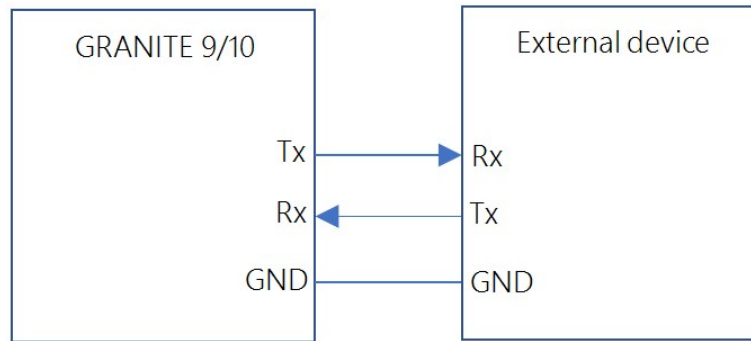 GRANITE 9/10
External device
Tx
Rx
Rx
Tx
GND
GND